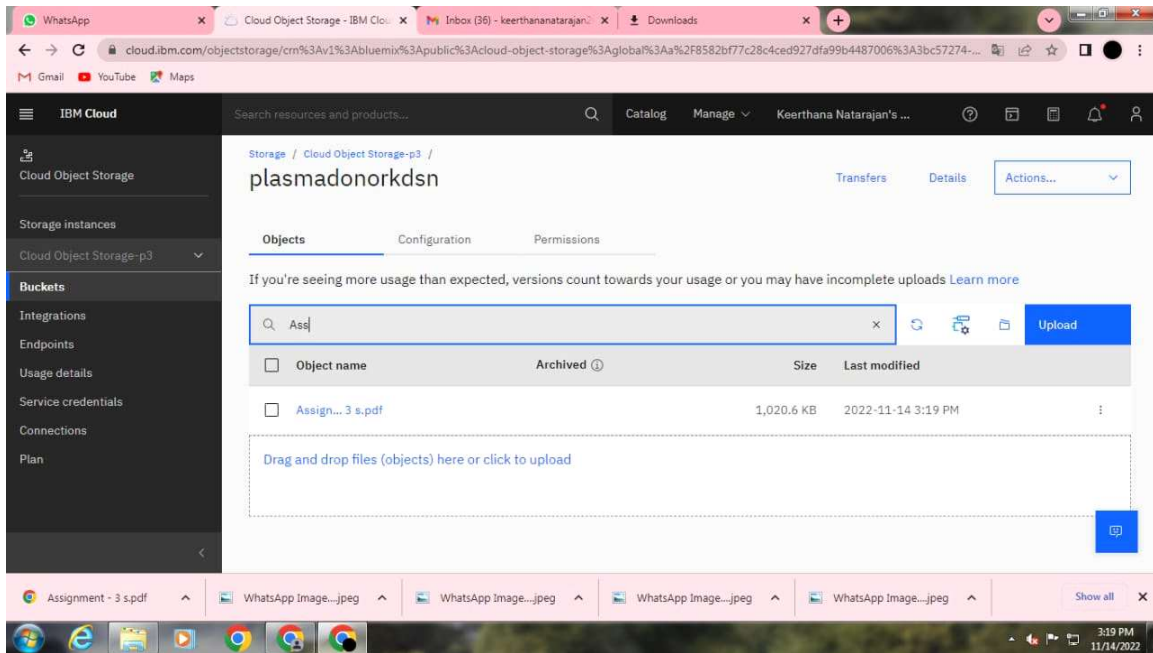 WhatsApp
Cloud Object Storage - IBM Clou
Inbox (36) - keerthananatarajan2
Downloads
cloud.ibm.com/objectstorage/crn%3Av1%3Abluemix%3Apublic%3Acloud-object-storage%3Aglobal%3Aa%2F8582bf77c28c4ced927dfa99b4487006%3A3bc57274-...
Gmail YouTube Maps
IBM Cloud
Search resources and products...
Catalog Manage Keerthana Natarajan's ...
Cloud Object Storage
Storage instances
Cloud Object Storage-p3
Buckets
Integrations
Endpoints
Usage details
Service credentials
Connections
Plan
Storage / Cloud Object Storage-p3 /
plasmadonorkdsn
Transfers Details Actions...
Objects Configuration Permissions
If you're seeing more usage than expected, versions count towards your usage or you may have incomplete uploads Learn more
Ass
Upload
Object name Archived Size Last modified
Assign... 3 s.pdf 1,020.6 KB 2022-11-14 3:19 PM
Drag and drop files (objects) here or click to upload
Assignment - 3 s.pdf WhatsApp Image....jpeg WhatsApp Image....jpeg WhatsApp Image....jpeg WhatsApp Image....jpeg Show all
3:19 PM
11/14/2022